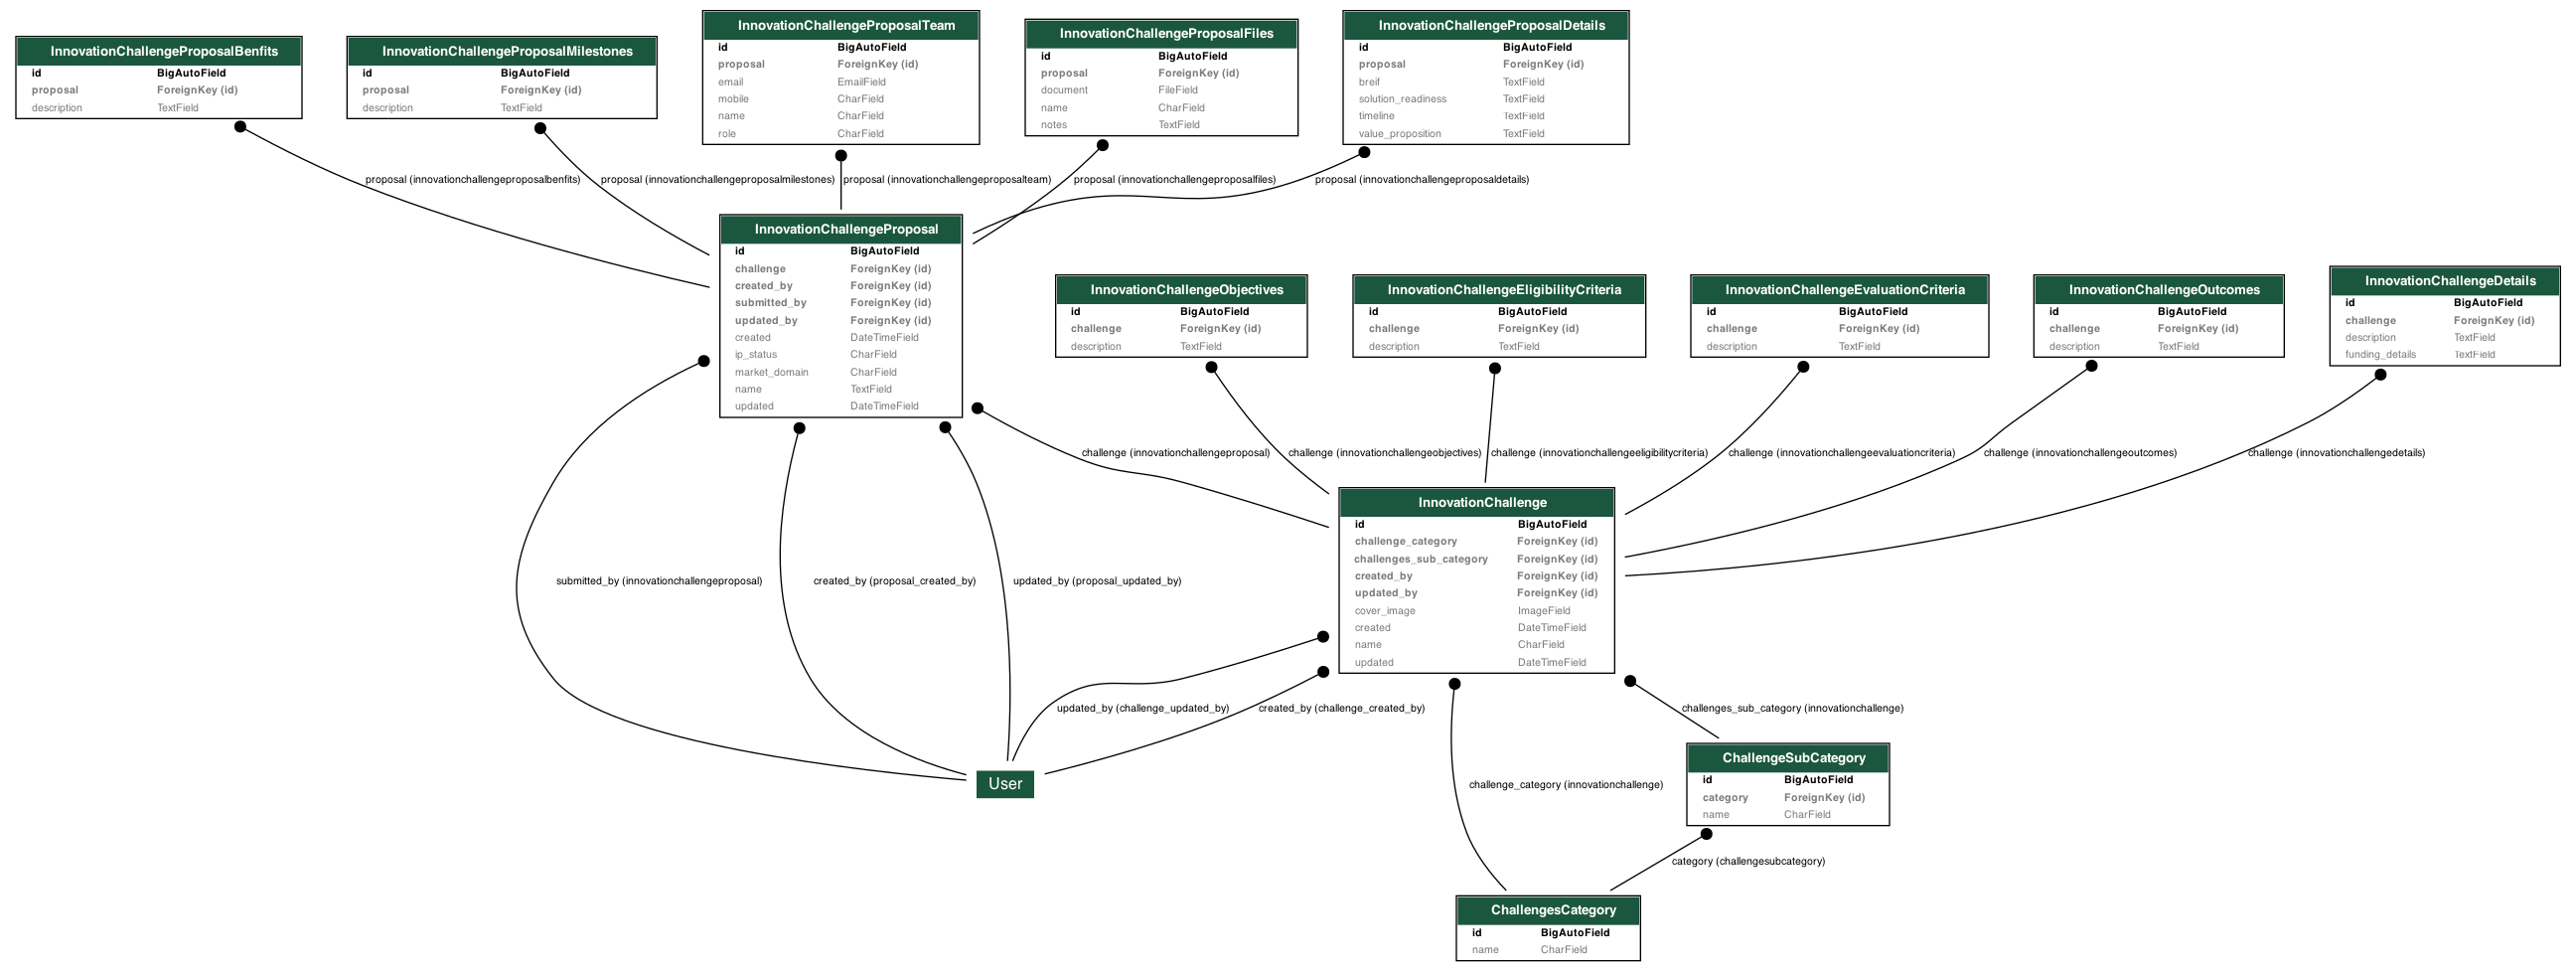 InnovationChallengeProposalBenfits
id BigAutoField
proposal ForeignKey (id)
description TextField
InnovationChallengeProposalMilestones
id BigAutoField
proposal ForeignKey (id)
description TextField
InnovationChallengeProposalTeam
id BigAutoField
proposal ForeignKey (id)
email EmailField
mobile CharField
name CharField
role CharField
InnovationChallengeProposalFiles
id BigAutoField
proposal ForeignKey (id)
document FileField
name CharField
notes TextField
InnovationChallengeProposalDetails
id BigAutoField
proposal ForeignKey (id)
breif TextField
solution_readiness TextField
timeline TextField
value_proposition TextField
proposal (innovationchallengeproposalbenfits)
proposal (innovationchallengeproposalmilestones)
proposal (innovationchallengeproposalteam)
proposal (innovationchallengeproposalfiles)
proposal (innovationchallengeproposaldetails)
InnovationChallengeProposal
id BigAutoField
challenge ForeignKey (id)
created_by ForeignKey (id)
submitted_by ForeignKey (id)
updated_by ForeignKey (id)
created DateTimeField
ip_status CharField
market_domain CharField
name TextField
updated DateTimeField
InnovationChallengeObjectives
id BigAutoField
challenge ForeignKey (id)
description TextField
InnovationChallengeEligibilityCriteria
id BigAutoField
challenge ForeignKey (id)
description TextField
InnovationChallengeEvaluationCriteria
id BigAutoField
challenge ForeignKey (id)
description TextField
InnovationChallengeOutcomes
id BigAutoField
challenge ForeignKey (id)
description TextField
InnovationChallengeDetails
id BigAutoField
challenge ForeignKey (id)
description TextField
funding_details TextField
challenge (innovationchallengeproposal)
challenge (innovationchallengeobjectives)
challenge (innovationchallengeeligibilitycriteria)
challenge (innovationchallengeevaluationcriteria)
challenge (innovationchallengeoutcomes)
challenge (innovationchallengedetails)
InnovationChallenge
id BigAutoField
challenge_category ForeignKey (id)
challenges_sub_category ForeignKey (id)
created_by ForeignKey (id)
updated_by ForeignKey (id)
cover_image ImageField
created DateTimeField
name CharField
updated DateTimeField
submitted_by (innovationchallengeproposal)
created_by (proposal_created_by)
updated_by (proposal_updated_by)
updated_by (challenge_updated_by)
created_by (challenge_created_by)
challenges_sub_category (innovationchallenge)
User
challenge_category (innovationchallenge)
ChallengeSubCategory
id BigAutoField
category ForeignKey (id)
name CharField
category (challengesubcategory)
ChallengesCategory
id BigAutoField
name CharField